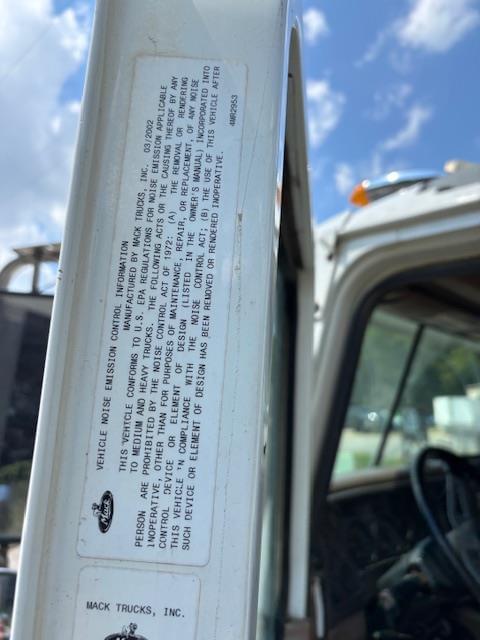 VEHICLE NOISE EMISSION CONTROL INFORMATION
MANUFACTURED BY MACK TRUCKS, INC. 03/2002
THIS VEHICLE CONFORMS TO U.S. EPA REGULATIONS FOR NOISE EMISSION APPLICABLE
TO MEDIUM AND HEAVY TRUCKS. THE FOLLOWING ACTS OR THE CAUSING THEREOF BY ANY
PERSON ARE PROHIBITED BY THE NOISE CONTROL ACT OF 1972: (A) THE REMOVAL OR RENDERING
INOPERATIVE, OTHER THAN FOR PURPOSES OF MAINTENANCE, REPAIR, OR REPLACEMENT, OF ANY NOISE
CONTROL DEVICE OR ELEMENT OF DESIGN (LISTED IN THE OWNER'S MANUAL) INCORPORATED INTO
THIS VEHICLE IN COMPLIANCE WITH THE NOISE CONTROL ACT; (B) THE USE OF THIS VEHICLE AFTER
SUCH DEVICE OR ELEMENT OF DESIGN HAS BEEN REMOVED OR RENDERED INOPERATIVE.
4MR2953
Mack
MACK TRUCKS, INC.